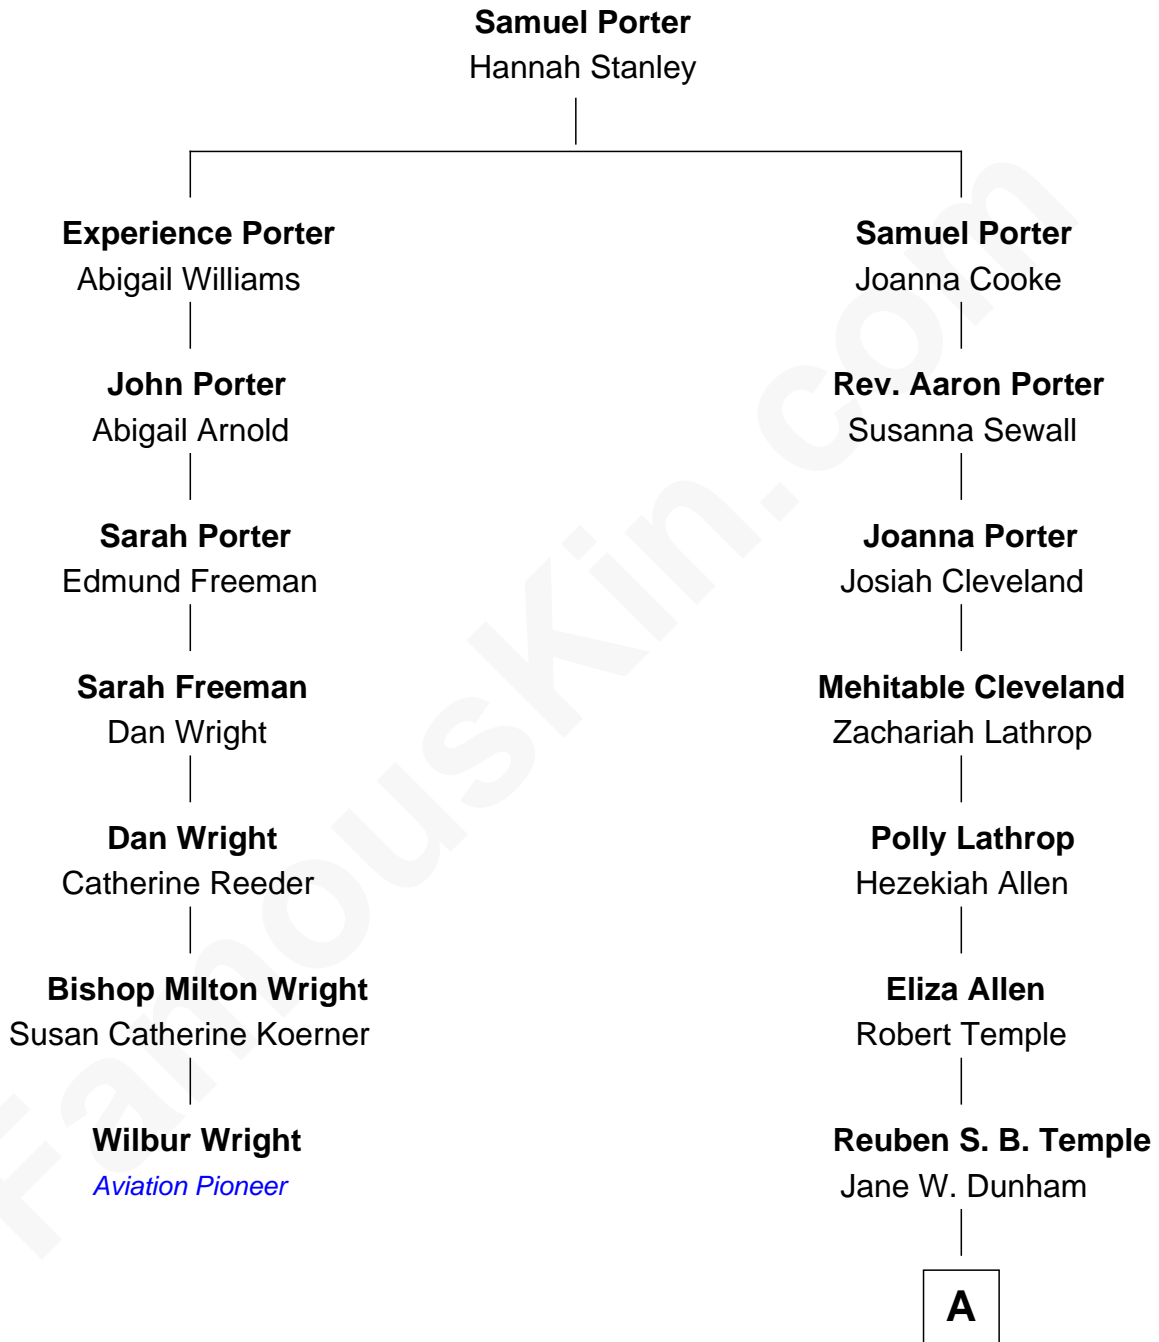 Samuel Porter
Hannah Stanley
Experience Porter
Abigail Williams
John Porter
Abigail Arnold
Sarah Porter
Edmund Freeman
Sarah Freeman
Dan Wright
Dan Wright
Catherine Reeder
Bishop Milton Wright
Susan Catherine Koerner
Wilbur Wright
Aviation Pioneer
Samuel Porter
Joanna Cooke
Rev. Aaron Porter
Susanna Sewall
Joanna Porter
Josiah Cleveland
Mehitable Cleveland
Zachariah Lathrop
Polly Lathrop
Hezekiah Allen
Eliza Allen
Robert Temple
Reuben S. B. Temple
Jane W. Dunham
A
FamousKin.com